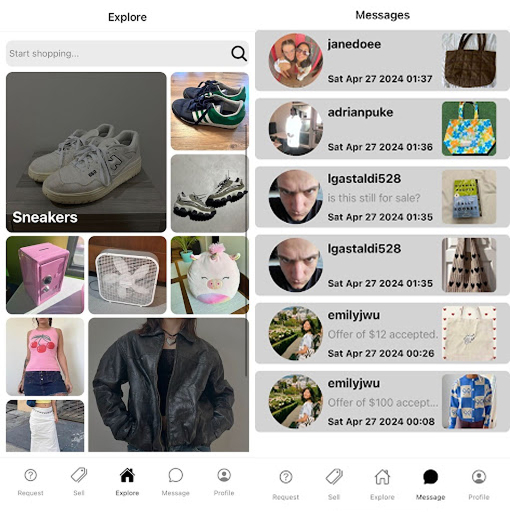 Explore
Start shopping...
Sneakers
Request
Sell
Explore
Message
Profile
Messages
janedoee
Sat Apr 27 2024 01:37
adrianpuke
Sat Apr 27 2024 01:36
lgastaldi528
is this still for sale?
Sat Apr 27 2024 01:35
lgastaldi528
Sat Apr 27 2024 01:35
emilyjwu
Offer of $12 accepted.
Sat Apr 27 2024 00:26
emilyjwu
Offer of $100 accept...
Sat Apr 27 2024 00:08
Request
Sell
Explore
Message
Profile